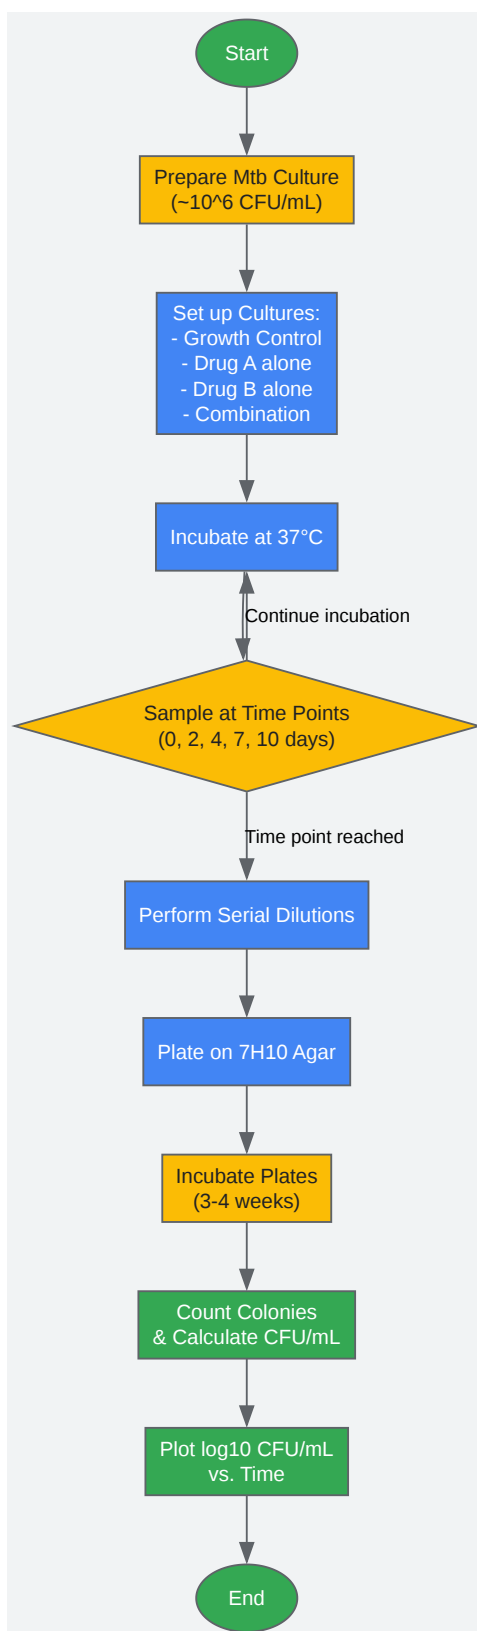 Start
Prepare Mtb Culture
(~10^6 CFU/mL)
Set up Cultures:
- Growth Control
- Drug A alone
- Drug B alone
- Combination
Incubate at 37°C
Continue incubation
Sample at Time Points
(0, 2, 4, 7, 10 days)
Time point reached
Perform Serial Dilutions
Plate on 7H10 Agar
Incubate Plates
(3-4 weeks)
Count Colonies
& Calculate CFU/mL
Plot log10 CFU/mL
vs. Time
End